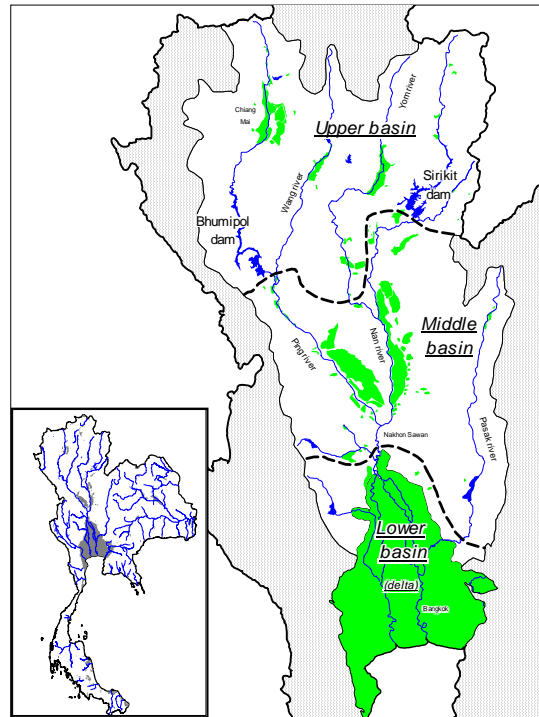 Chiang
Mai
Yom river
Upper basin
Wang river
Sirikit
dam
Bhumipol
dam
Middle
basin
Ping river
Nan river
Nakhon Sawan
Pasak river
Lower
basin
(delta)
Bangkok